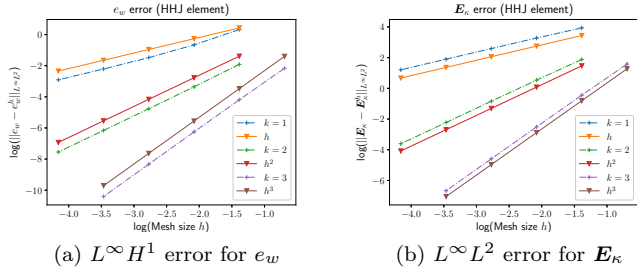 e_w error (HHJ element)
log(||e_w − e_w^h||_{L^∞L^2})
0
−2
−4
−6
−8
−10
k = 1
h
k = 2
h^2
k = 3
h^3
−4.0 −3.5 −3.0 −2.5 −2.0 −1.5 −1.0
log(Mesh size h)
(a) L^∞H^1 error for e_w
E_κ error (HHJ element)
log(||E_κ − E_κ^h||_{L^∞L^2})
4
2
0
−2
−4
−6
k = 1
h
k = 2
h^2
k = 3
h^3
−4.0 −3.5 −3.0 −2.5 −2.0 −1.5 −1.0
log(Mesh size h)
(b) L^∞L^2 error for E_κ